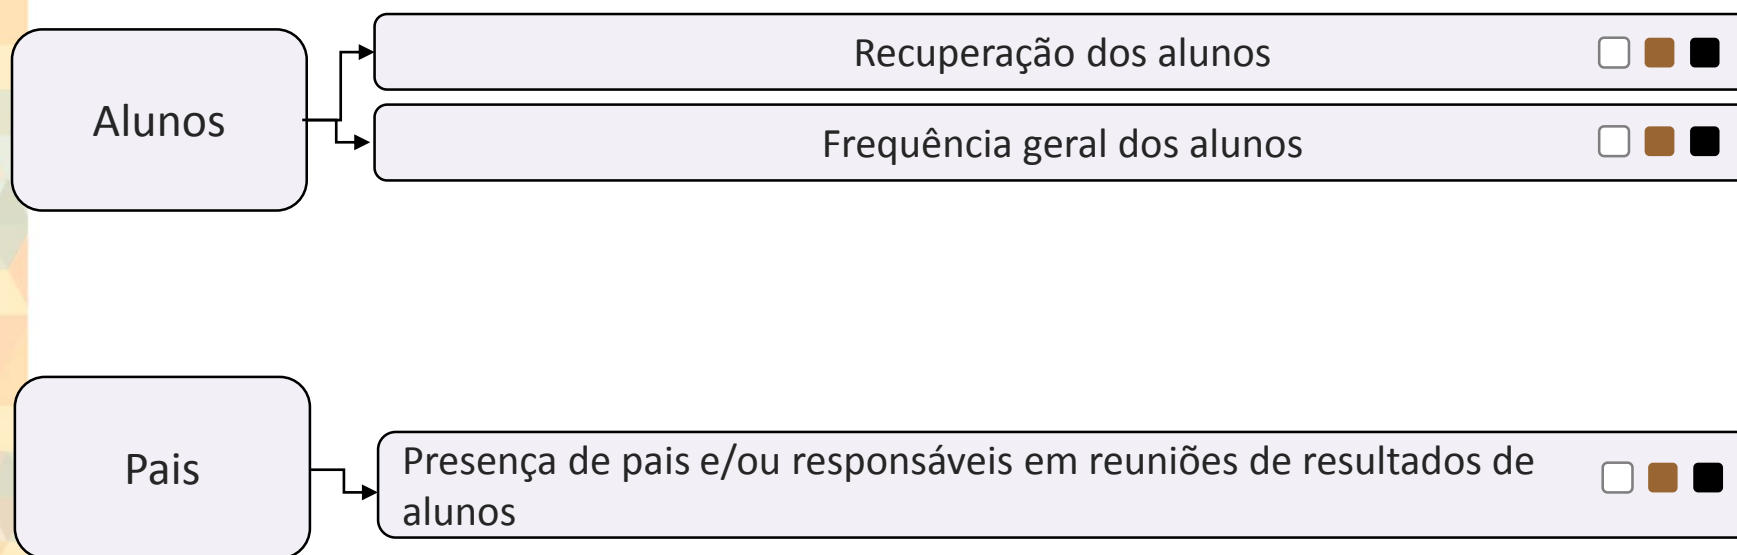 Alunos
Recuperação dos alunos
Frequência geral dos alunos
Pais
Presença de pais e/ou responsáveis em reuniões de resultados de
alunos